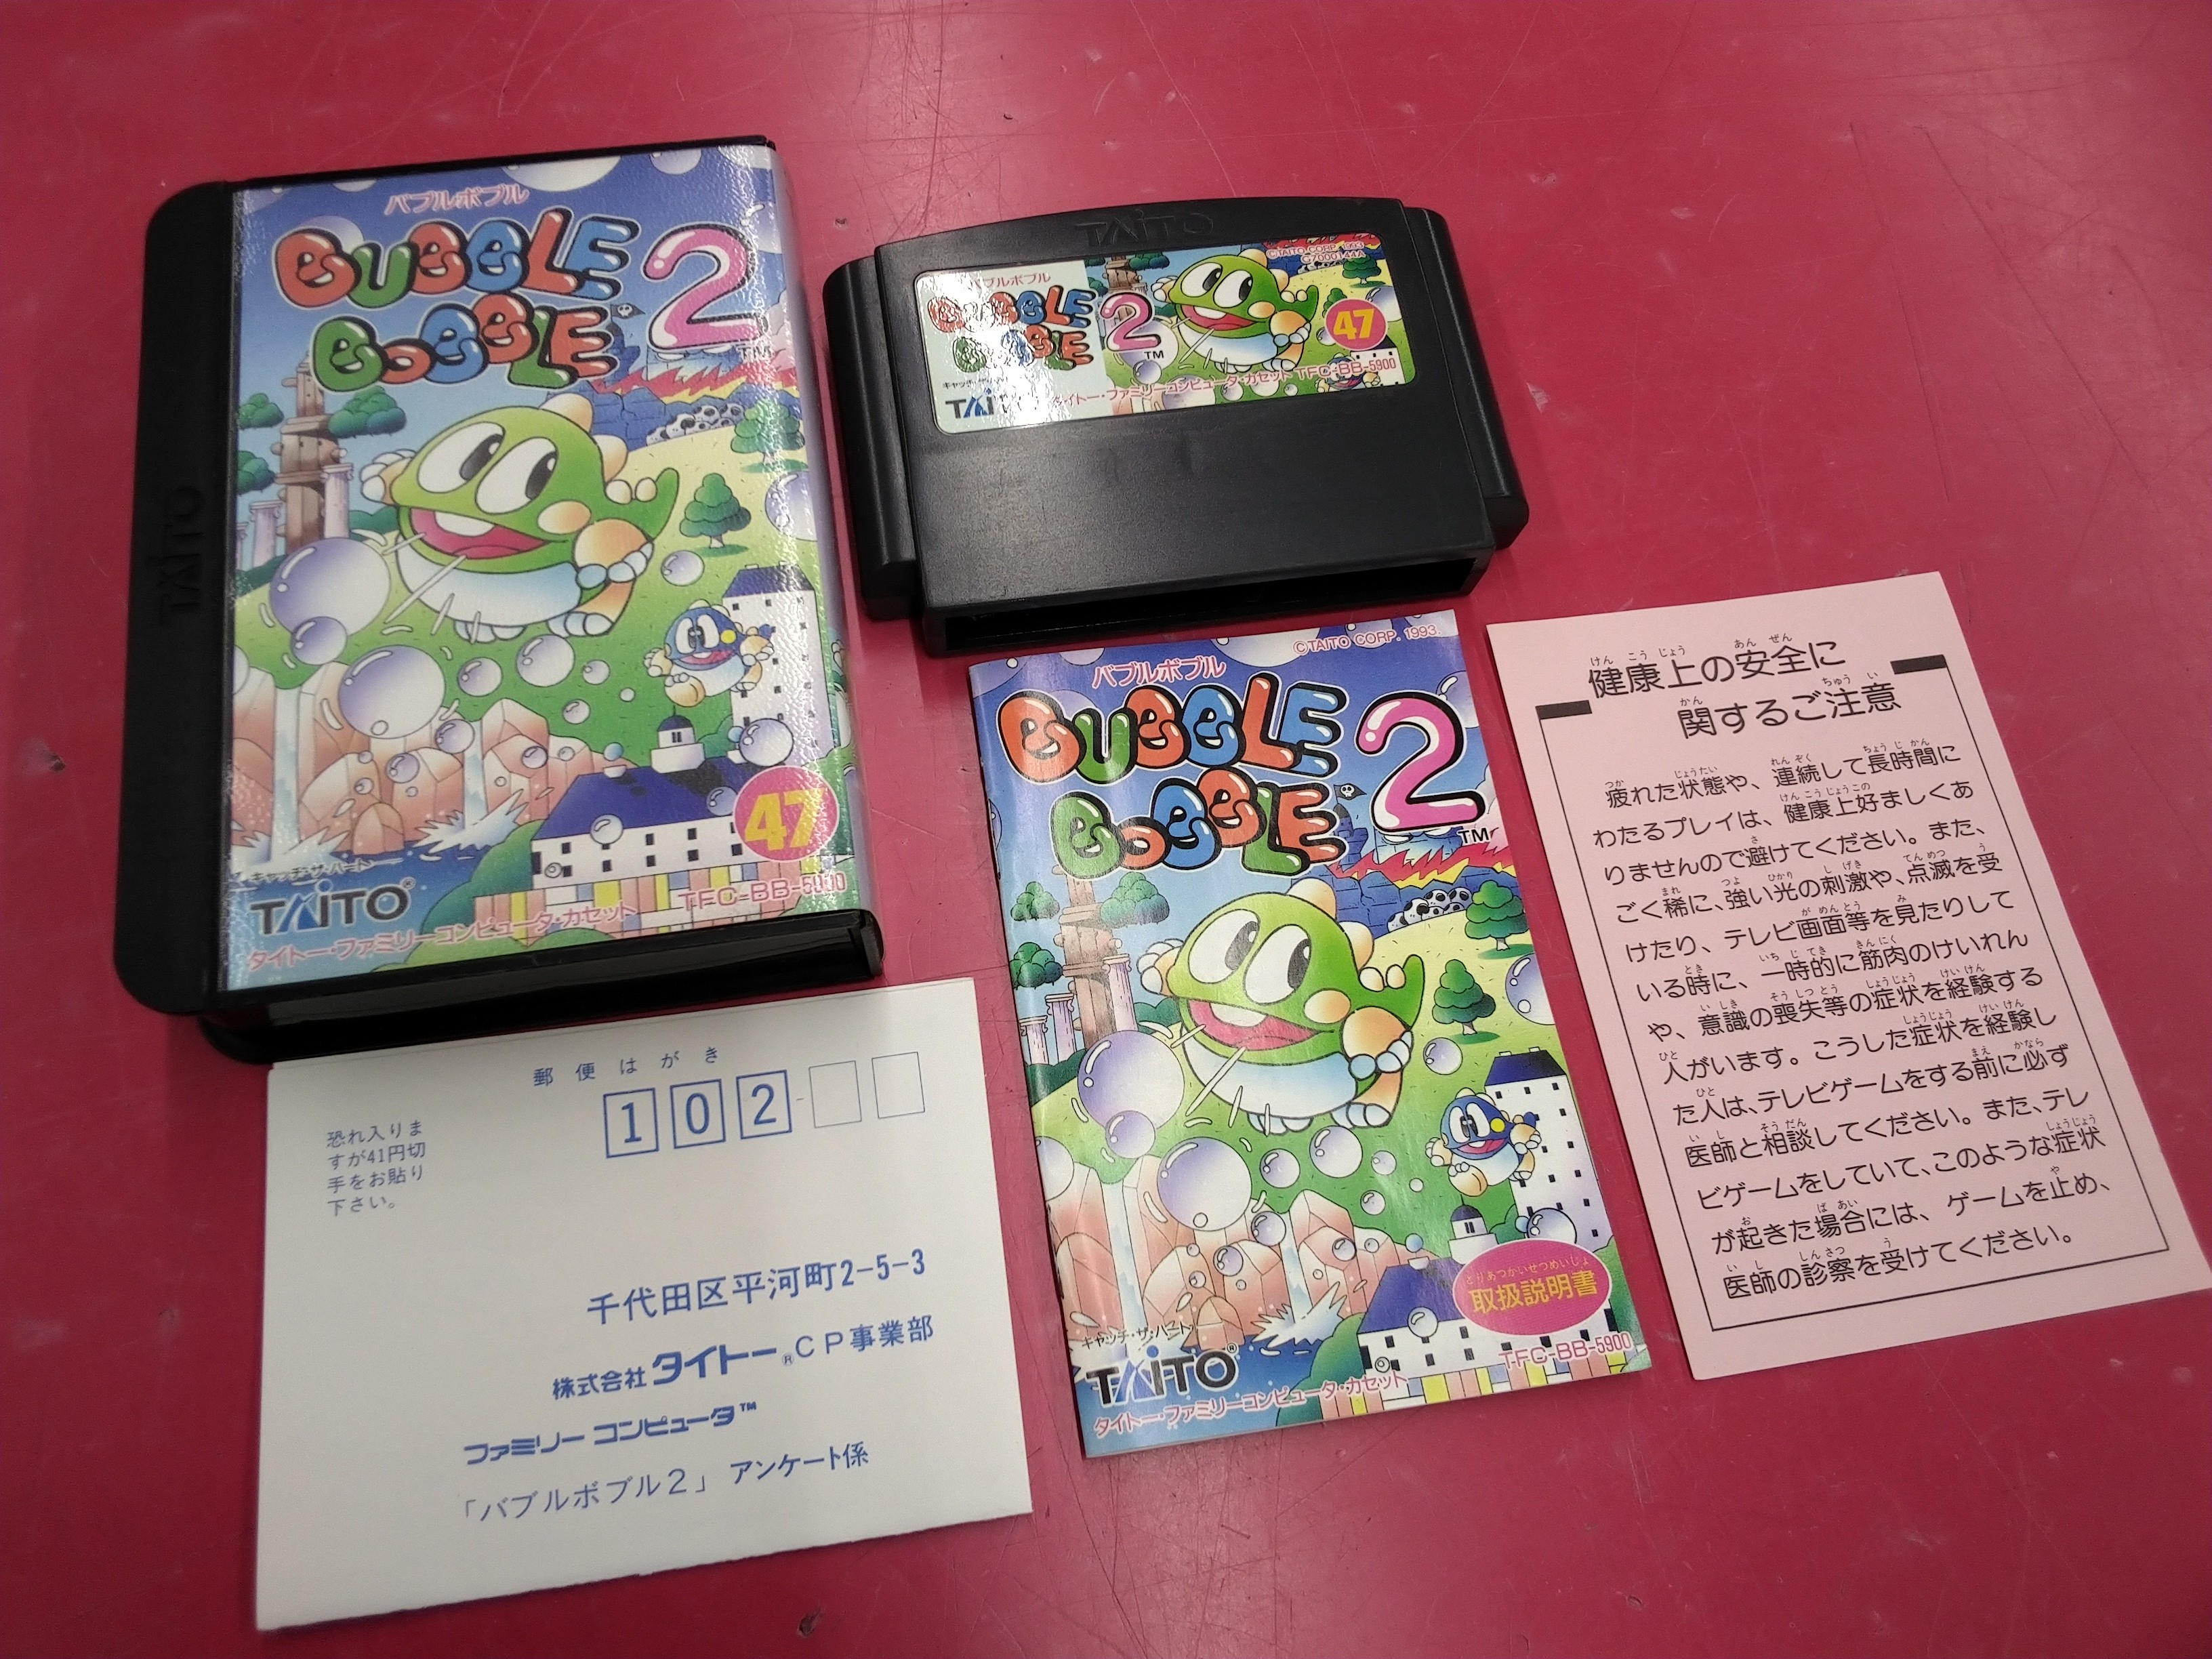 バブルボブル
BUBBLE
BOBBLE 2
TM
47
キャッチ・ザ・ハート
TAITO
TFC-BB-5900
タイトー・ファミリーコンピュータ・カセット
TAITO
TAITO
©TAITO CORP. 1993
G7000144A
バブルボブル
BUBBLE
BOBBLE 2
TM
47
TFC-BB-5900
タイトー・ファミリーコンピュータ・カセット
©TAITO CORP. 1993
バブルボブル
BUBBLE
BOBBLE 2
TM
とりあつかいせつめいしょ
取扱説明書
キャッチ・ザ・ハート
TAITO®
TFC-BB-5900
タイトー・ファミリーコンピュータ・カセット
健康上の安全に
関するご注意
疲れた状態や、連続して長時間に
わたるプレイは、健康上好ましくあ
りませんので避けてください。また、
ごく稀に、強い光の刺激や、点滅を受
けたり、テレビ画面等を見たりして
いる時に、一時的に筋肉のけいれん
や、意識の喪失等の症状を経験する
人がいます。こうした症状を経験し
た人は、テレビゲームをする前に必ず
医師と相談してください。また、テレ
ビゲームをしていて、このような症状
が起きた場合には、ゲームを止め、
医師の診察を受けてください。
郵便はがき
102-
恐れ入りま
すが41円切
手をお貼り
下さい。
千代田区平河町2-5-3
株式会社タイトー®CP事業部
ファミリーコンピュータ™
「バブルボブル2」アンケート係